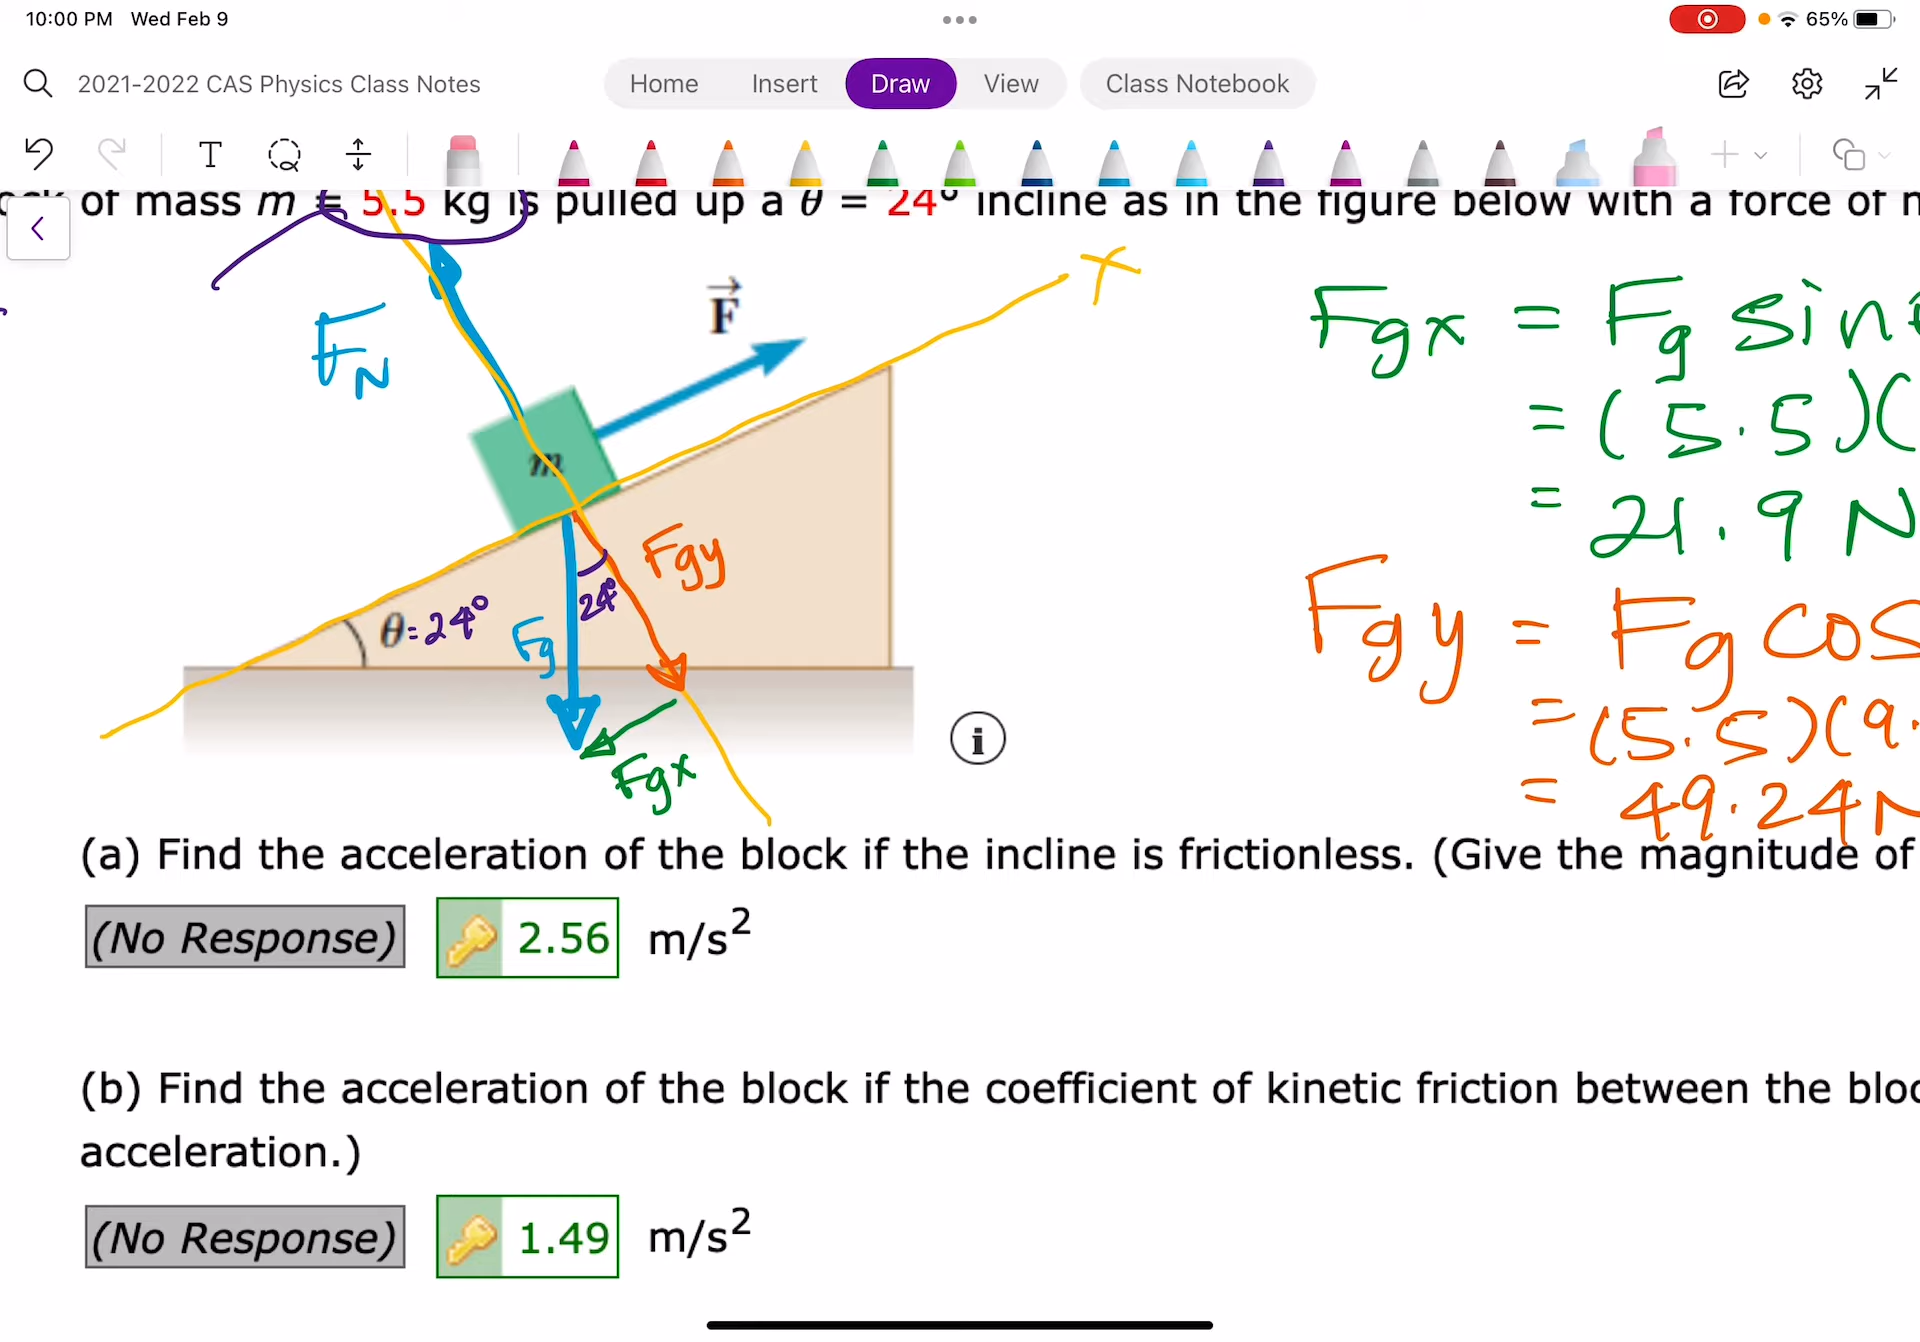 10:00 PM Wed Feb 9
65%
2021-2022 CAS Physics Class Notes
Home Insert Draw View Class Notebook
T
of mass m = 5.5 kg is pulled up a θ = 24° incline as in the figure below with a force of
X
F
F_N
m
Fgx = Fg sin
= (5.5)(
= 21.9 N
Fgy
24°
θ=24°
Fg
Fgx
Fgy = Fg cos
= (5.5)(9.
= 49.24N
i
(a) Find the acceleration of the block if the incline is frictionless. (Give the magnitude of
(No Response) 2.56 m/s²
(b) Find the acceleration of the block if the coefficient of kinetic friction between the
acceleration.)
(No Response) 1.49 m/s²